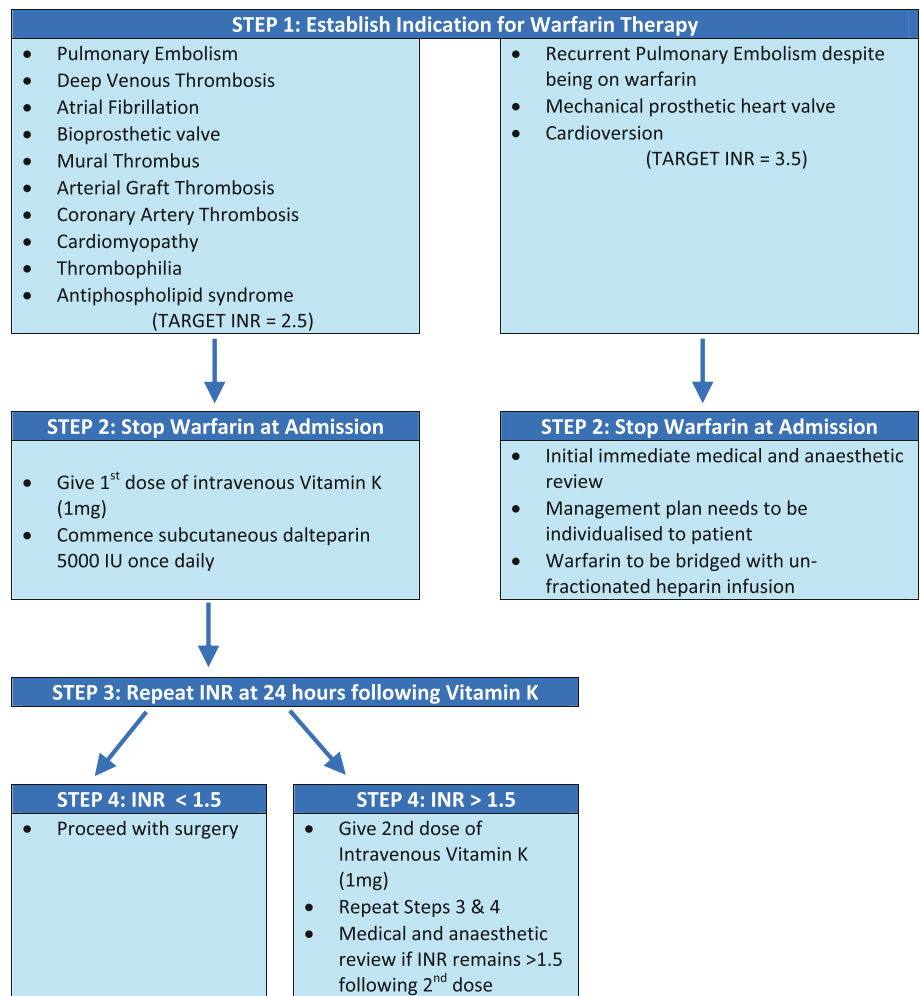 STEP 1: Establish Indication for Warfarin Therapy
• Pulmonary Embolism
• Deep Venous Thrombosis
• Atrial Fibrillation
• Bioprosthetic valve
• Mural Thrombus
• Arterial Graft Thrombosis
• Coronary Artery Thrombosis
• Cardiomyopathy
• Thrombophilia
• Antiphospholipid syndrome
(TARGET INR = 2.5)
• Recurrent Pulmonary Embolism despite
being on warfarin
• Mechanical prosthetic heart valve
• Cardioversion
(TARGET INR = 3.5)
STEP 2: Stop Warfarin at Admission
• Give 1st dose of intravenous Vitamin K
(1mg)
• Commence subcutaneous dalteparin
5000 IU once daily
STEP 2: Stop Warfarin at Admission
• Initial immediate medical and anaesthetic
review
• Management plan needs to be
individualised to patient
• Warfarin to be bridged with un-
fractionated heparin infusion
STEP 3: Repeat INR at 24 hours following Vitamin K
STEP 4: INR < 1.5
• Proceed with surgery
STEP 4: INR > 1.5
• Give 2nd dose of
Intravenous Vitamin K
(1mg)
• Repeat Steps 3 & 4
• Medical and anaesthetic
review if INR remains >1.5
following 2nd dose